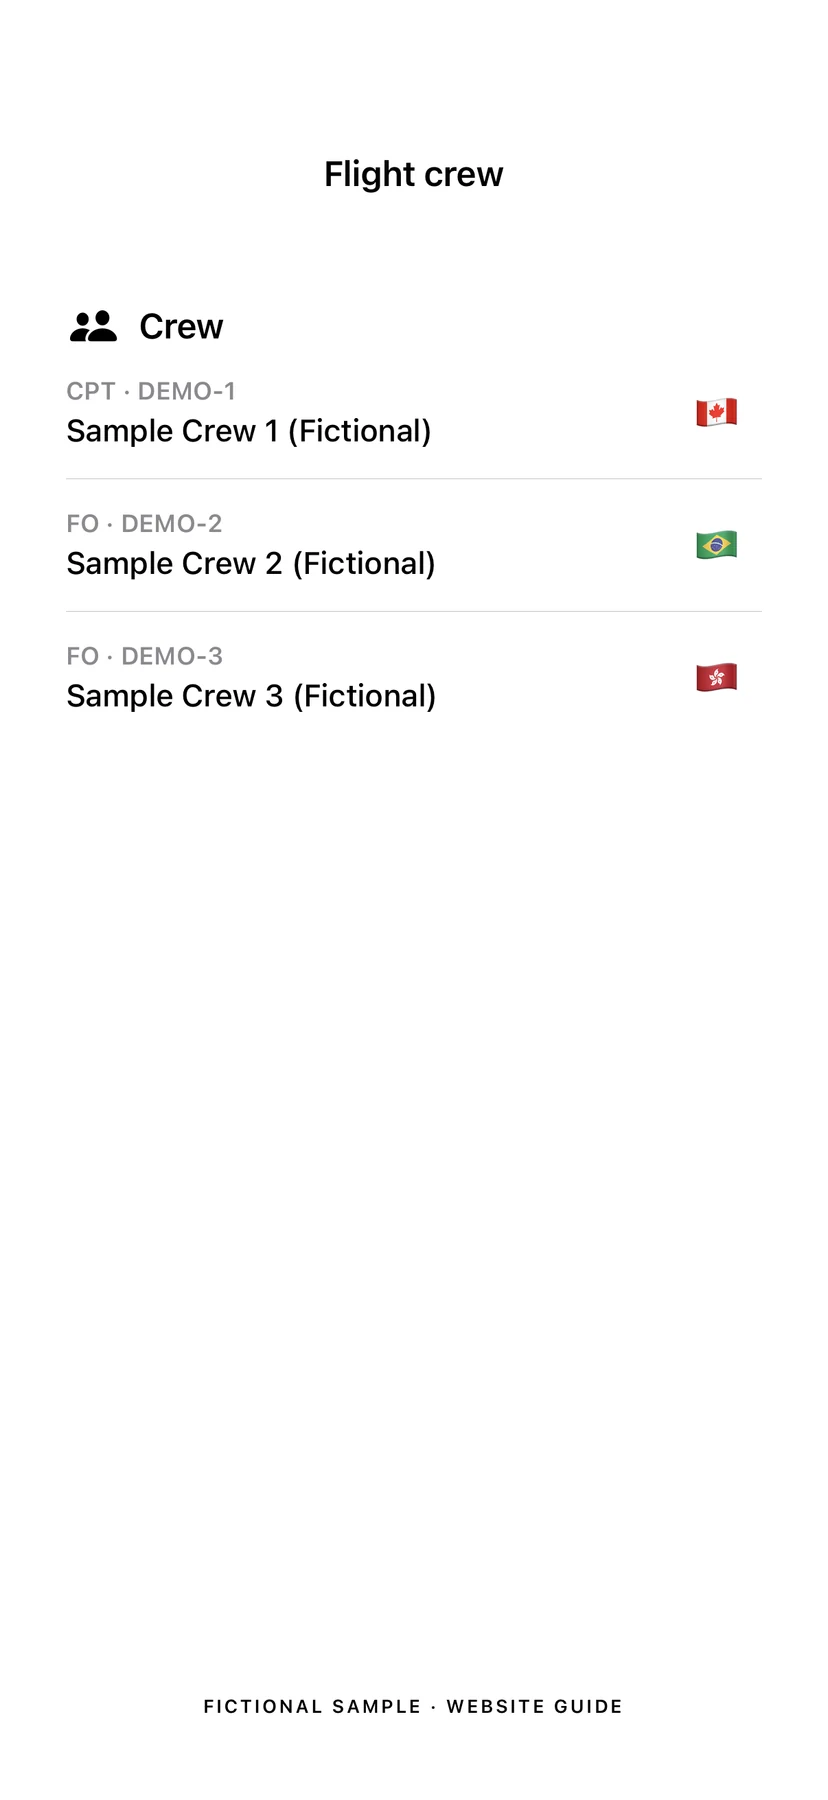 Flight crew
Crew
CPT · DEMO-1
Sample Crew 1 (Fictional)
FO · DEMO-2
Sample Crew 2 (Fictional)
FO · DEMO-3
Sample Crew 3 (Fictional)
FICTIONAL SAMPLE · WEBSITE GUIDE